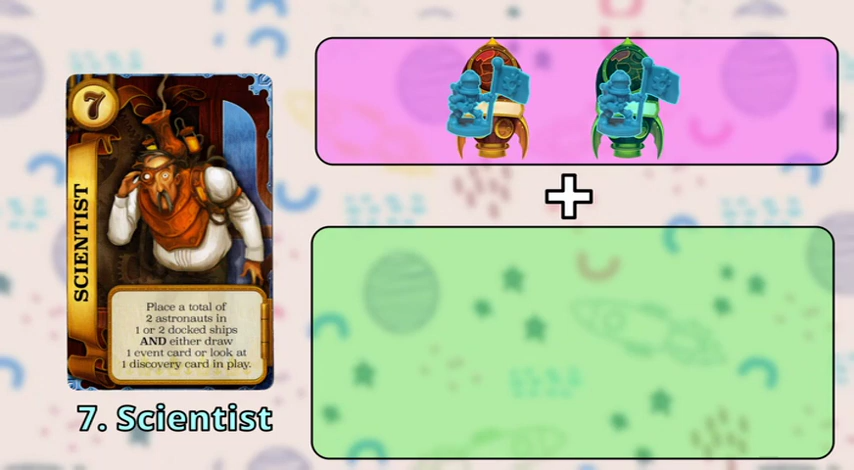 7
SCIENTIST
Place a total of
2 astronauts in
1 or 2 docked ships
AND either draw
1 event card or look at
1 discovery card in play.
7. Scientist